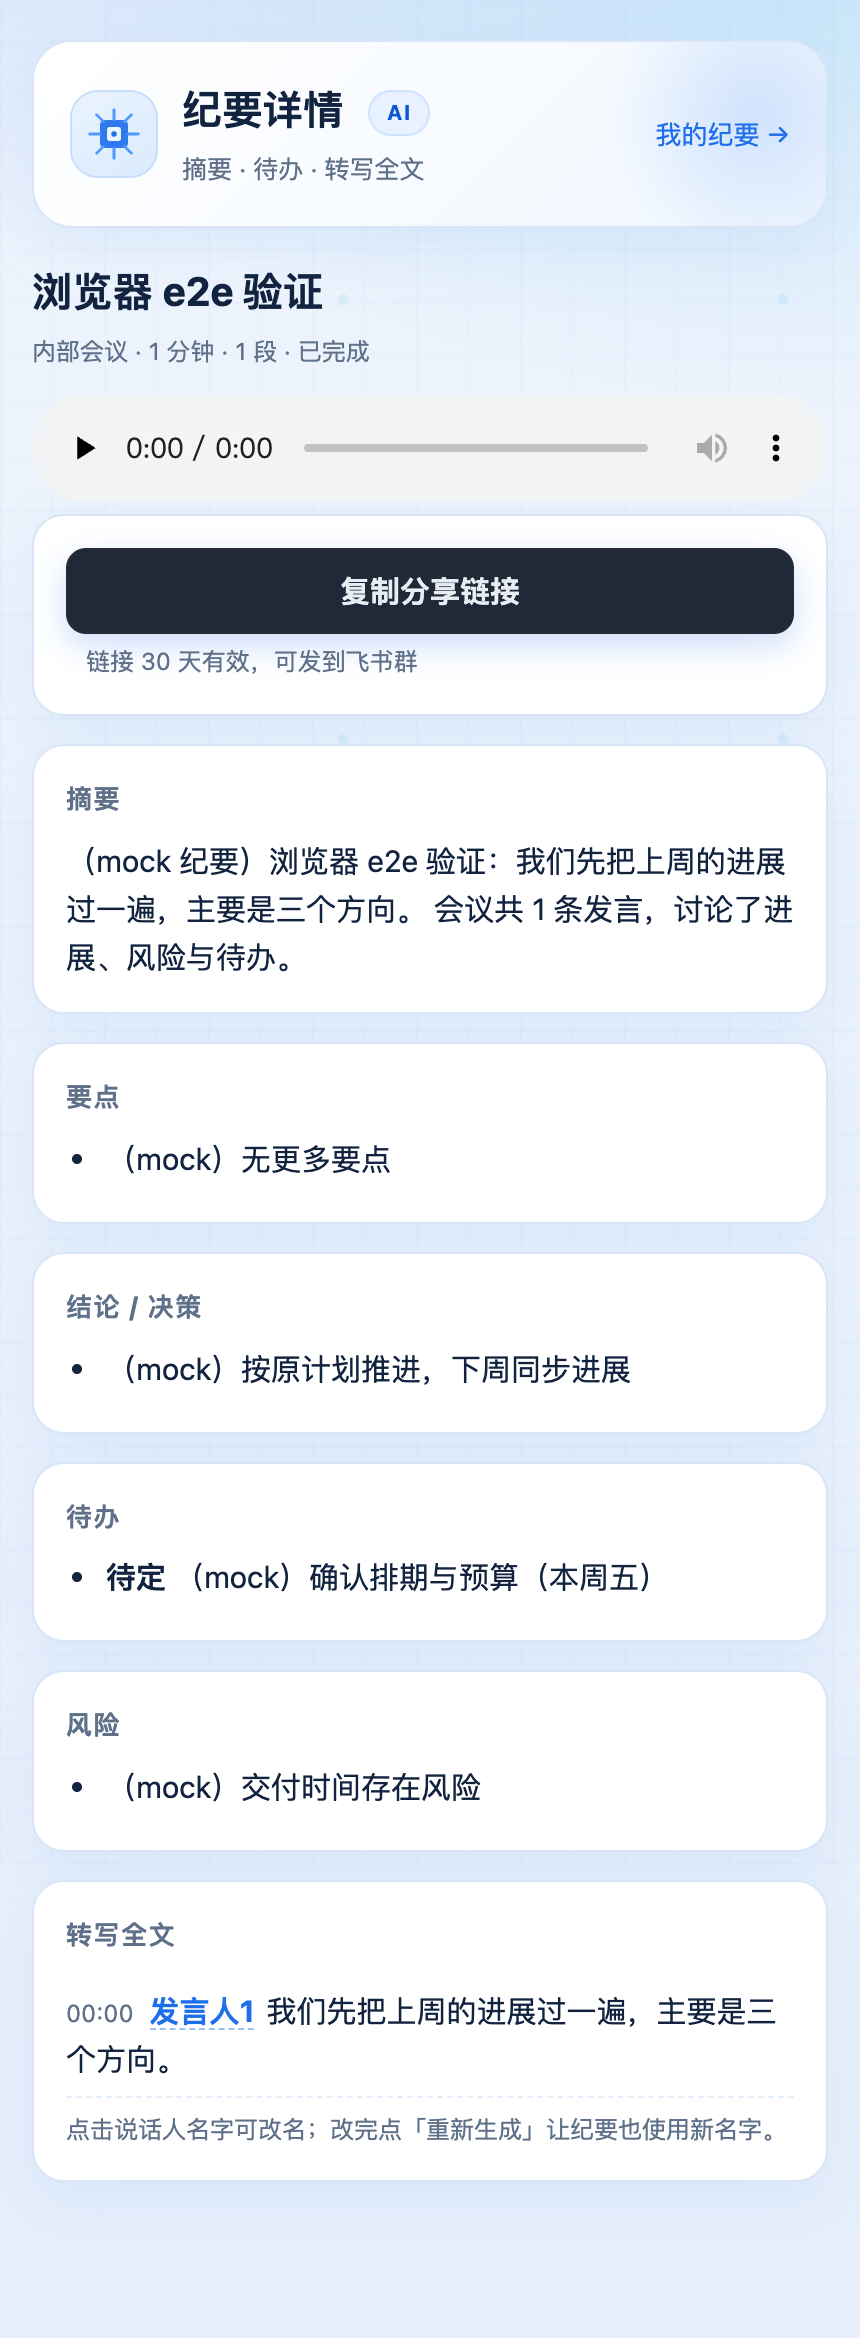 纪要详情 AI
摘要 · 待办 · 转写全文
我的纪要 →
浏览器 e2e 验证
内部会议 · 1 分钟 · 1 段 · 已完成
0:00 / 0:00
复制分享链接
链接 30 天有效，可发到飞书群
摘要
（mock 纪要）浏览器 e2e 验证：我们先把上周的进展
过一遍，主要是三个方向。 会议共 1 条发言，讨论了进
展、风险与待办。
要点
• （mock）无更多要点
结论 / 决策
• （mock）按原计划推进，下周同步进展
待办
• 待定 （mock）确认排期与预算（本周五）
风险
• （mock）交付时间存在风险
转写全文
00:00 发言人1 我们先把上周的进展过一遍，主要是三
个方向。
点击说话人名字可改名；改完点「重新生成」让纪要也使用新名字。